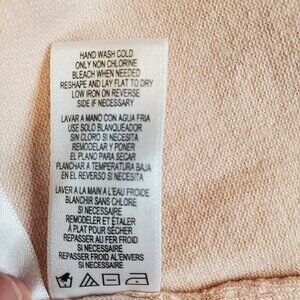 HAND WASH COLD
ONLY NON CHLORINE
BLEACH WHEN NEEDED
RESHAPE AND LAY FLAT TO DRY
LOW IRON ON REVERSE
SIDE IF NECESSARY
LAVAR A MANO CON AGUA FRIA
USE SOLO BLANQUEADOR
SIN CLORO SI NECESITA
REMODELAR Y PONER
EL PLANO PARA SECAR
PLANCHAR A TEMPERATURA BAJA
EN EL REVERSO SI NECESITA
LAVER A LA MAIN A L'EAU FROIDE
BLANCHIR SANS CHLORE
SI NECESSAIRE
REMODELER ET ÉTALER
À PLAT POUR SÉCHER
REPASSER AU FER FROID
SI NECESSAIRE
REPASSER FROID AL'ENVERS
SI NECESSAIRE